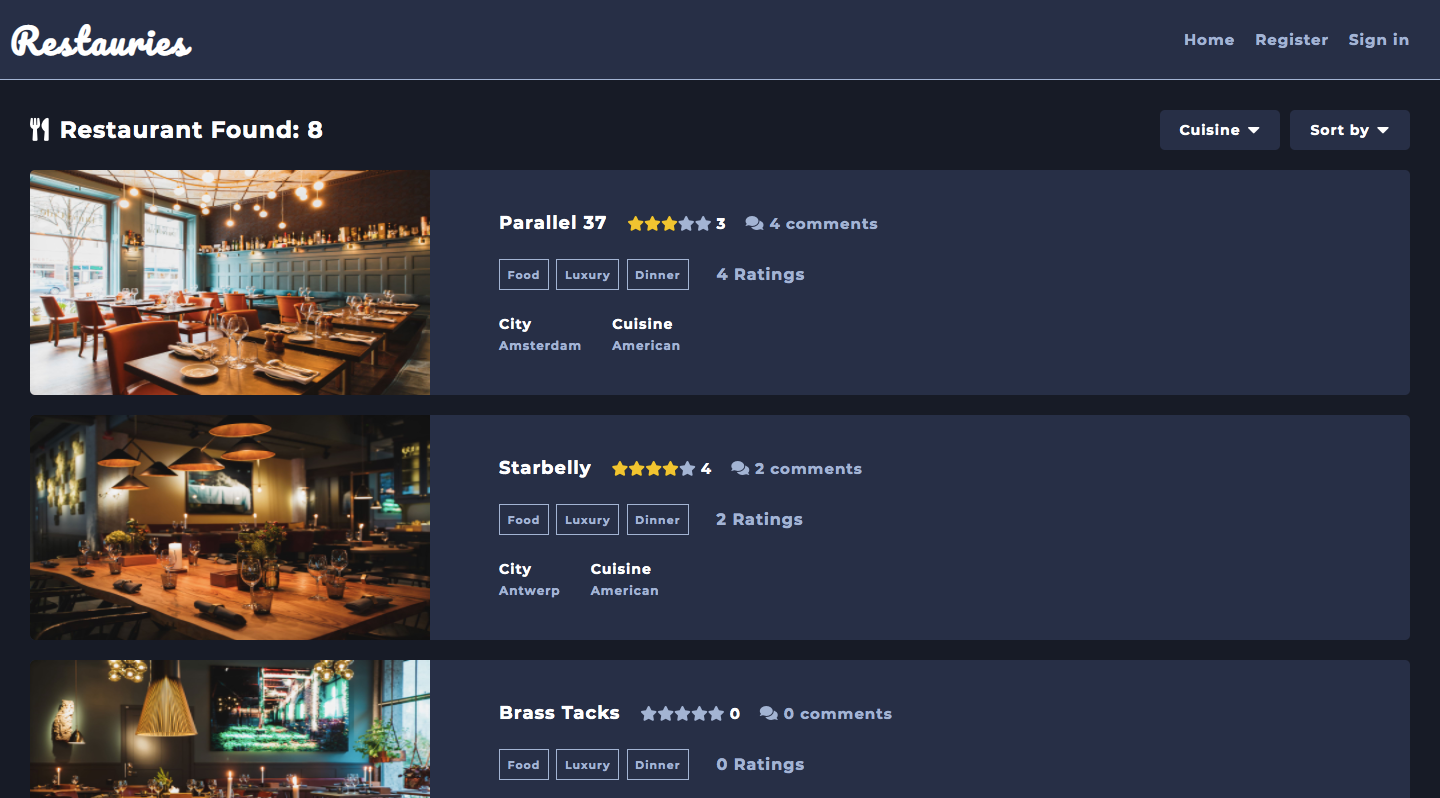 Restauries
Home Register Sign in
Restaurant Found: 8
Cuisine Sort by
Parallel 37 3 4 comments
Food Luxury Dinner 4 Ratings
City Cuisine
Amsterdam American
Starbelly 4 2 comments
Food Luxury Dinner 2 Ratings
City Cuisine
Antwerp American
Brass Tacks 0 0 comments
Food Luxury Dinner 0 Ratings